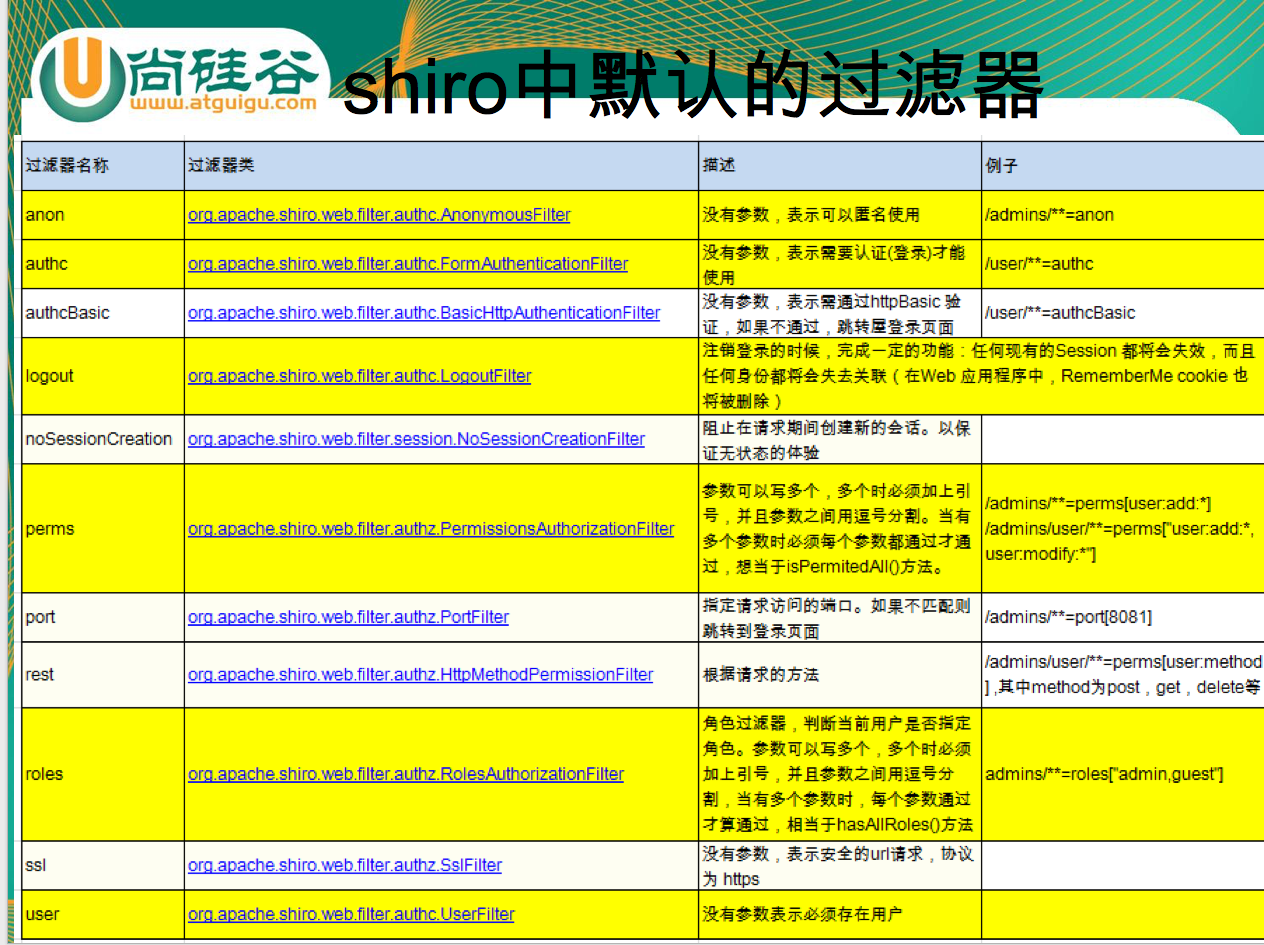 尚硅谷
www.atguigu.com
shiro中默认的过滤器
过滤器名称 过滤器类 描述 例子
anon org.apache.shiro.web.filter.authc.AnonymousFilter 没有参数，表示可以匿名使用 /admins/**=anon
authc org.apache.shiro.web.filter.authc.FormAuthenticationFilter 没有参数，表示需要认证(登录)才能
使用 /user/**=authc
authcBasic org.apache.shiro.web.filter.authc.BasicHttpAuthenticationFilter 没有参数，表示需通过httpBasic 验
证，如果不通过，跳转屋登录页面 /user/**=authcBasic
logout org.apache.shiro.web.filter.authc.LogoutFilter 注销登录的时候，完成一定的功能：任何现有的Session 都将会失效，而且
任何身份都将会失去关联（在Web 应用程序中，RememberMe cookie 也
将被删除）
noSessionCreation org.apache.shiro.web.filter.session.NoSessionCreationFilter 阻止在请求期间创建新的会话。以保
证无状态的体验
perms org.apache.shiro.web.filter.authz.PermissionsAuthorizationFilter 参数可以写多个，多个时必须加上引
号，并且参数之间用逗号分割。当有
多个参数时必须每个参数都通过才通
过，想当于isPermitedAll()方法。
/admins/**=perms[user:add:*]
/admins/user/**=perms["user:add:*,
user:modify:*"]
port org.apache.shiro.web.filter.authz.PortFilter 指定请求访问的端口。如果不匹配则
跳转到登录页面 /admins/**=port[8081]
rest org.apache.shiro.web.filter.authz.HttpMethodPermissionFilter 根据请求的方法 /admins/user/**=perms[user:method
] ,其中method为post，get，delete等
roles org.apache.shiro.web.filter.authz.RolesAuthorizationFilter 角色过滤器，判断当前用户是否指定
角色。参数可以写多个，多个时必须
加上引号，并且参数之间用逗号分
割，当有多个参数时，每个参数通过
才算通过，相当于hasAllRoles()方法
admins/**=roles["admin,guest"]
ssl org.apache.shiro.web.filter.authz.SslFilter 没有参数，表示安全的url请求，协议
为 https
user org.apache.shiro.web.filter.authc.UserFilter 没有参数表示必须存在用户